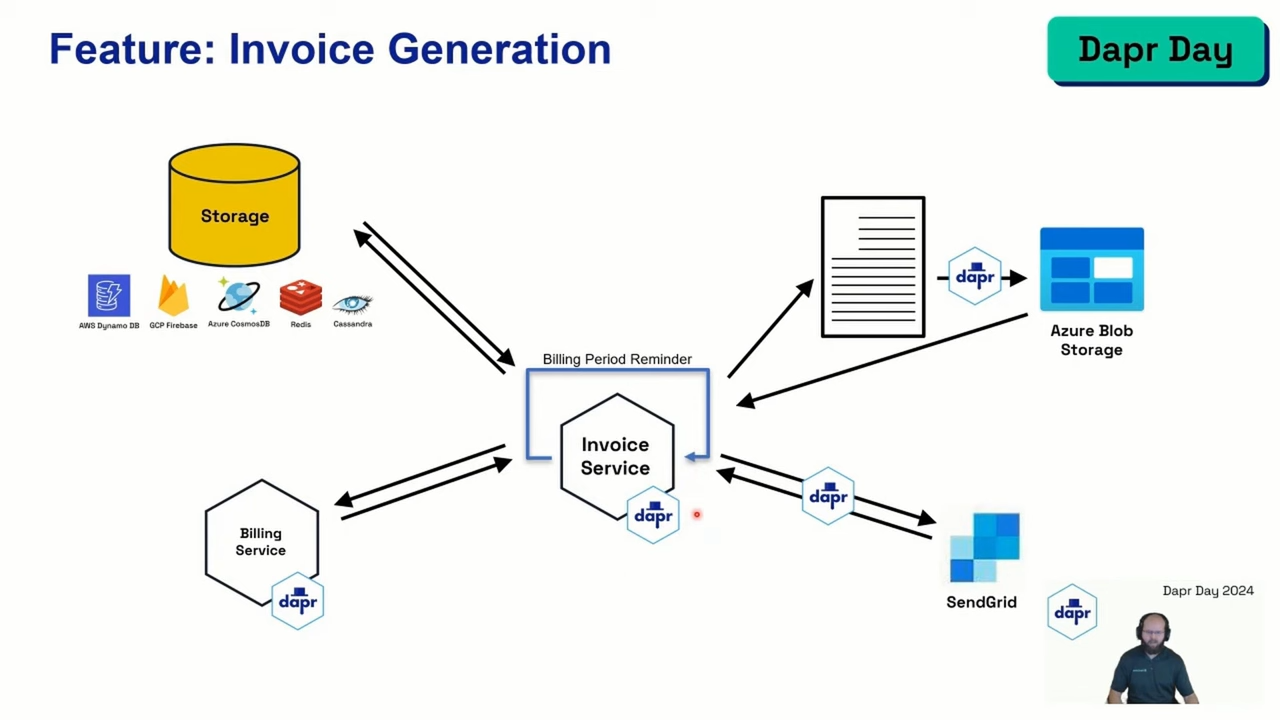 Feature: Invoice Generation
Dapr Day
Storage
AWS Dynamo DB
GCP Firebase
Azure CosmosDB
Redis
Cassandra
dapr
Azure Blob
Storage
Billing Period Reminder
Invoice
Service
dapr
dapr
Billing
Service
dapr
SendGrid
Dapr Day 2024
dapr